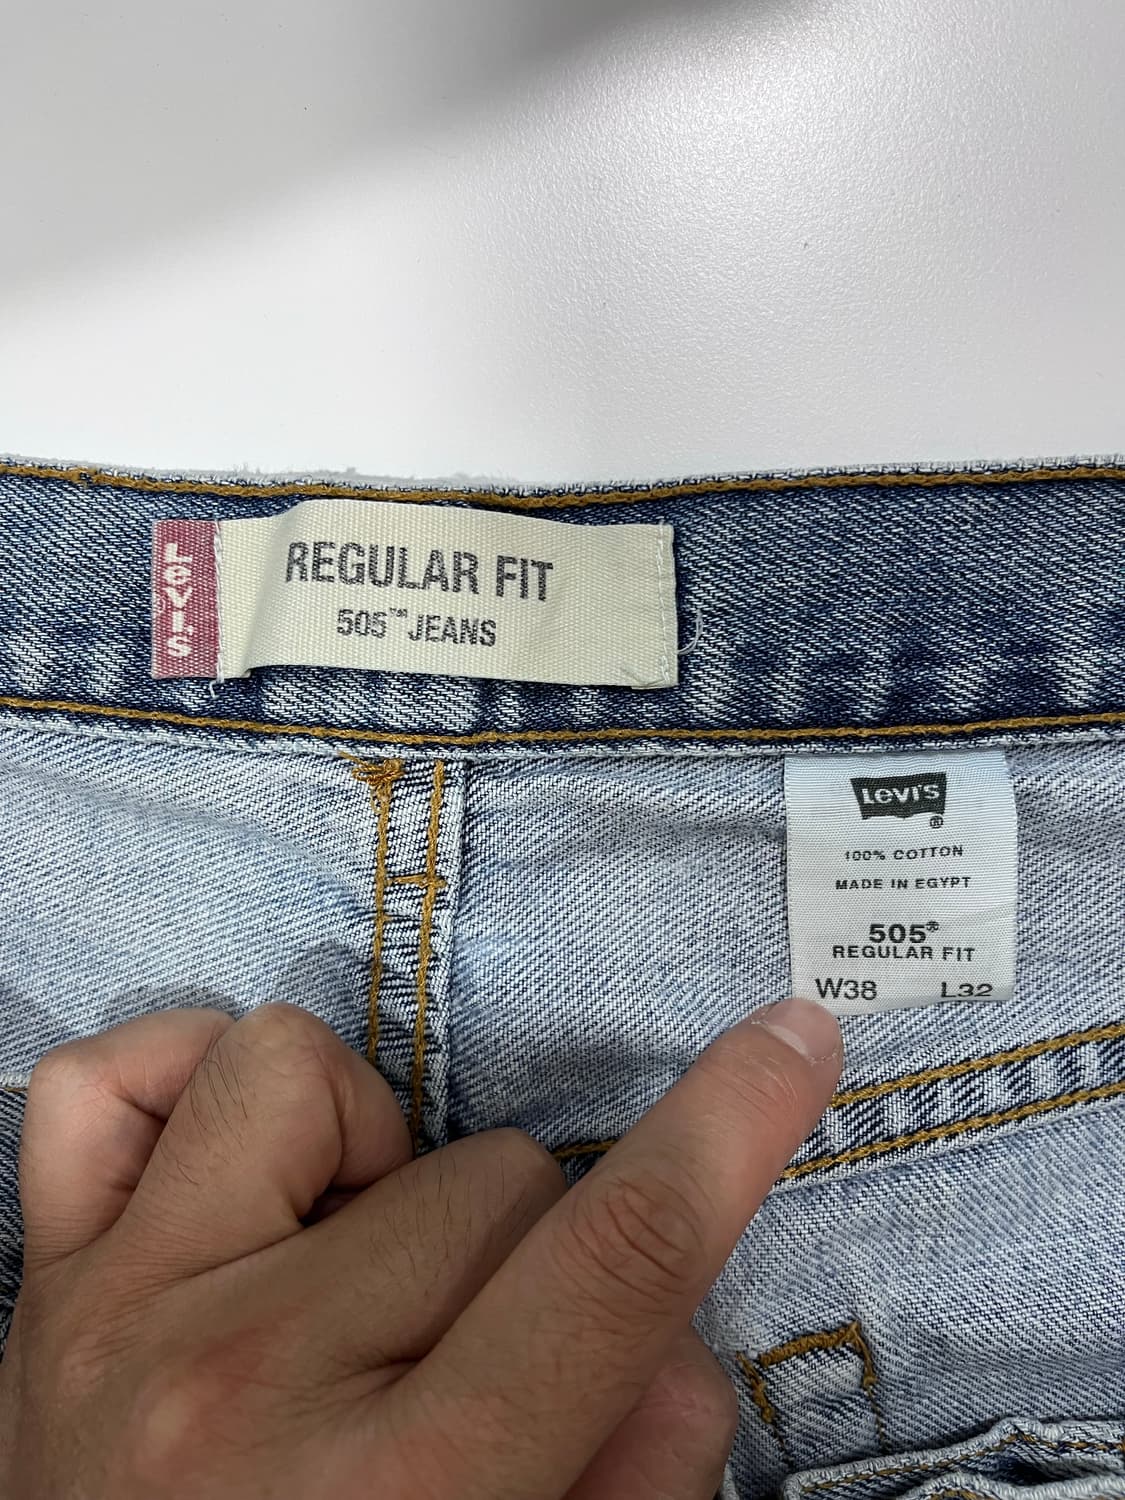 Levi's
REGULAR FIT
505™ JEANS
Levi's®
100% COTTON
MADE IN EGYPT
505®
REGULAR FIT
W38 L32